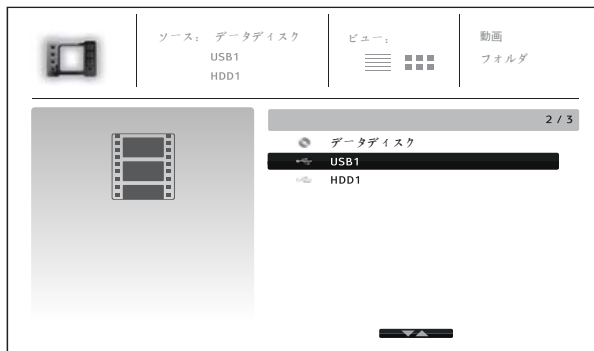 ソース: データディスク
USB1
HDD1
ビュー:
動画
フォルダ
2 / 3
データディスク
USB1
HDD1